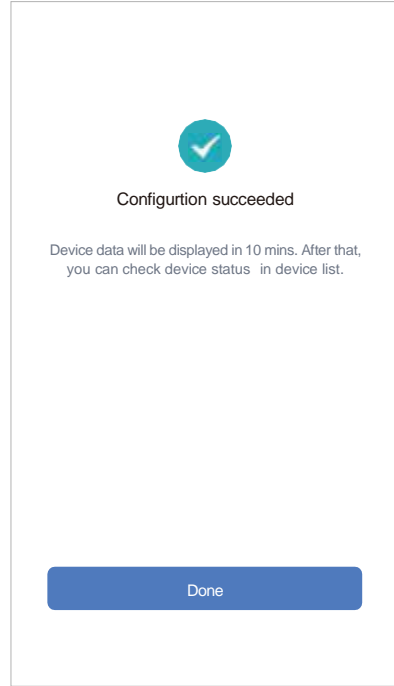 Configurtion succeeded
Device data will be displayed in 10 mins. After that,
you can check device status in device list.
Done